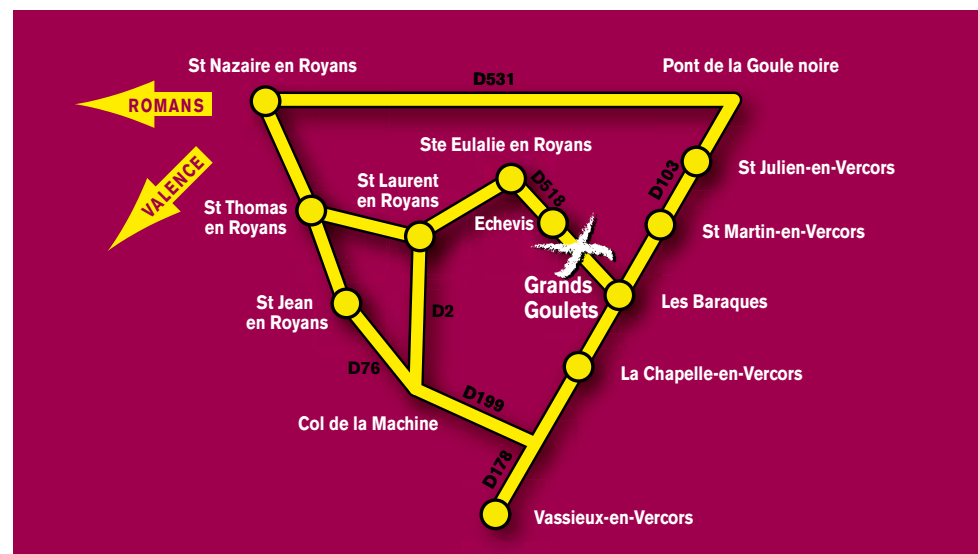 St Nazaire en Royans
Pont de la Goule noire
D531
ROMANS
Ste Eulalie en Royans
VALENCE
St Laurent
en Royans
D518
D103
St Julien-en-Vercors
St Thomas
en Royans
Echevis
St Martin-en-Vercors
Grands
Goulets
Les Baraques
St Jean
en Royans
D2
D76
La Chapelle-en-Vercors
D199
Col de la Machine
D178
Vassieux-en-Vercors